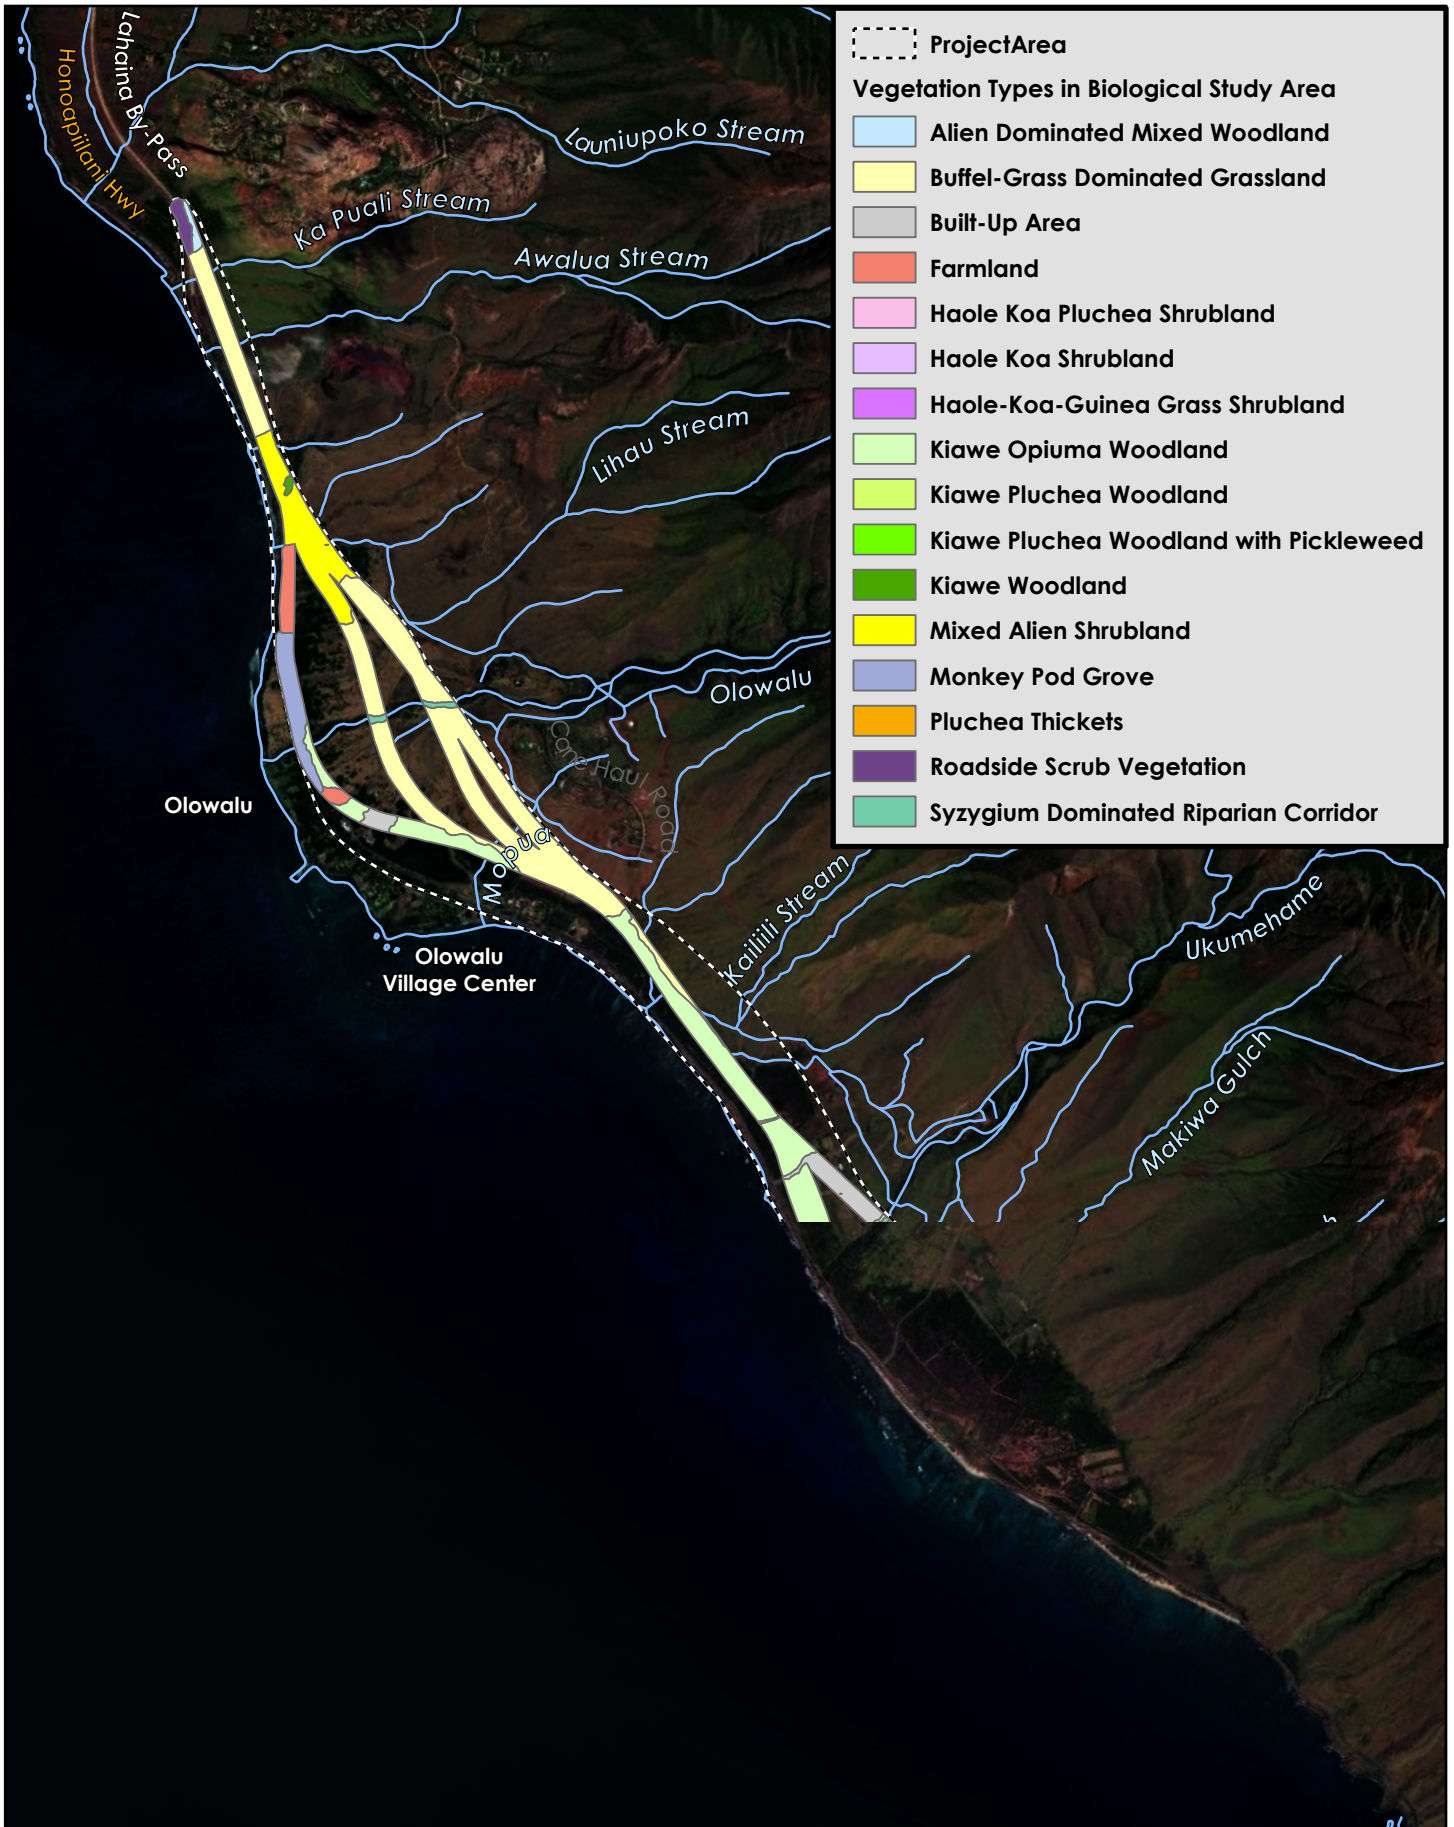 ProjectArea
Vegetation Types in Biological Study Area
Alien Dominated Mixed Woodland
Buffel-Grass Dominated Grassland
Built-Up Area
Farmland
Haole Koa Pluchea Shrubland
Haole Koa Shrubland
Haole-Koa-Guinea Grass Shrubland
Kiawe Opiuma Woodland
Kiawe Pluchea Woodland
Kiawe Pluchea Woodland with Pickleweed
Kiawe Woodland
Mixed Alien Shrubland
Monkey Pod Grove
Pluchea Thickets
Roadside Scrub Vegetation
Syzygium Dominated Riparian Corridor
Lahaina By-Pass
Honoapiilani Hwy
Launiupoko Stream
Ka Puali Stream
Awalua Stream
Lihau Stream
Olowalu
Cane Haul Road
Olowalu
Mopua
Kailiili Stream
Ukumehame
Olowalu
Village Center
Makiwa Gulch
h